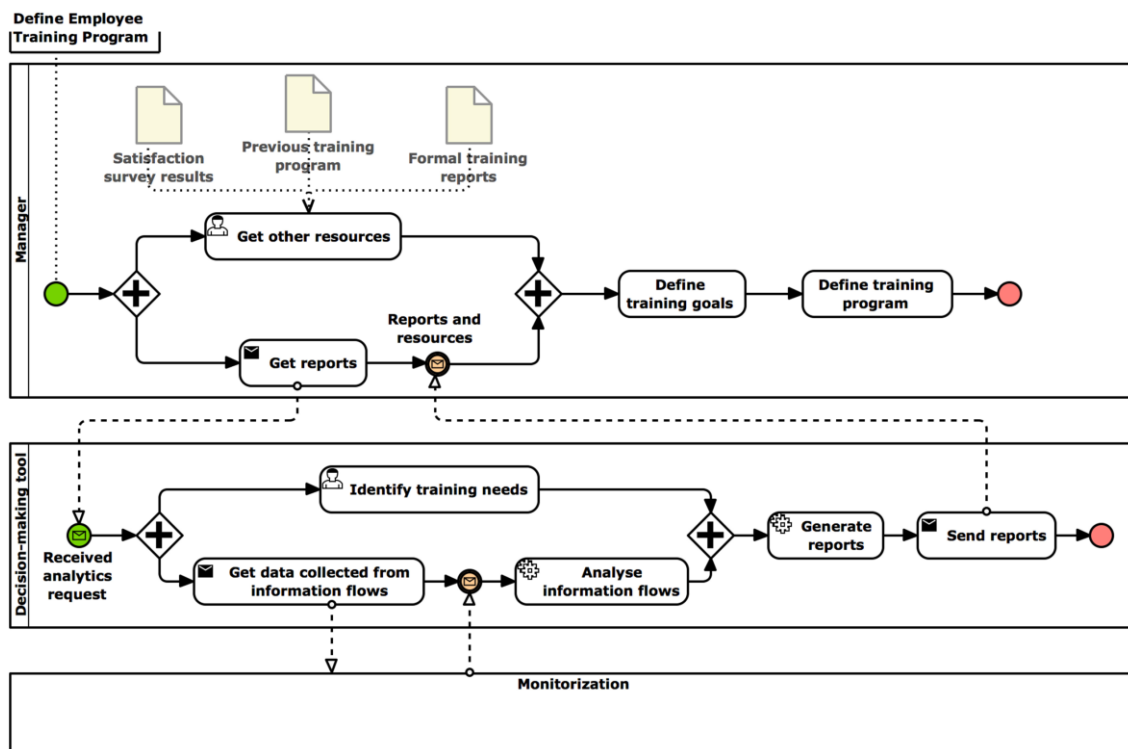 Define Employee
Training Program
Manager
Satisfaction
survey results
Previous training
program
Formal training
reports
Get other resources
Get reports
Reports and
resources
Define
training goals
Define training
program
Decision-making tool
Received
analytics
request
Identify training needs
Get data collected from
information flows
Analyse
information flows
Generate
reports
Send reports
Monitorization